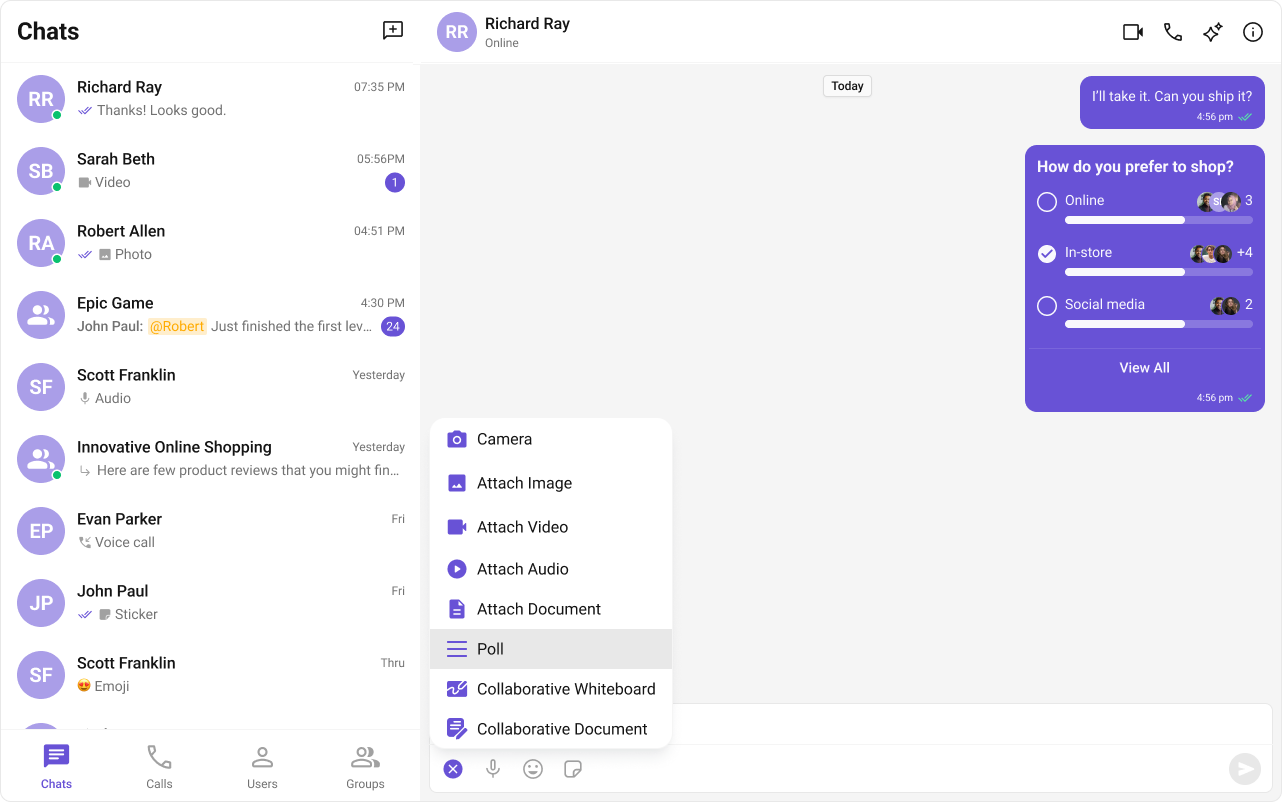 Chats
RR
Richard Ray
07:35 PM
Thanks! Looks good.
SB
Sarah Beth
05:56PM
Video
1
RA
Robert Allen
04:51 PM
Photo
Epic Game
4:30 PM
John Paul: @Robert Just finished the first lev...
24
SF
Scott Franklin
Yesterday
Audio
Innovative Online Shopping
Yesterday
Here are few product reviews that you might fin...
EP
Evan Parker
Fri
Voice call
JP
John Paul
Fri
Sticker
SF
Scott Franklin
Thru
Emoji
Chats
Calls
Users
Groups
RR
Richard Ray
Online
Today
I'll take it. Can you ship it?
4:56 pm
How do you prefer to shop?
Online
3
In-store
+4
Social media
2
View All
4:56 pm
Camera
Attach Image
Attach Video
Attach Audio
Attach Document
Poll
Collaborative Whiteboard
Collaborative Document